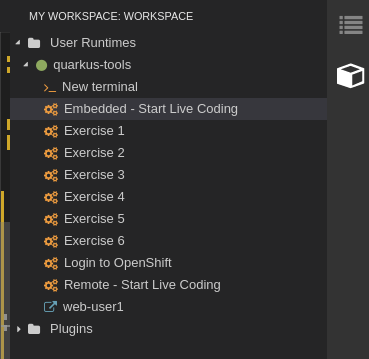 MY WORKSPACE: WORKSPACE
User Runtimes
quarkus-tools
New terminal
Embedded - Start Live Coding
Exercise 1
Exercise 2
Exercise 3
Exercise 4
Exercise 5
Exercise 6
Login to OpenShift
Remote - Start Live Coding
web-user1
Plugins